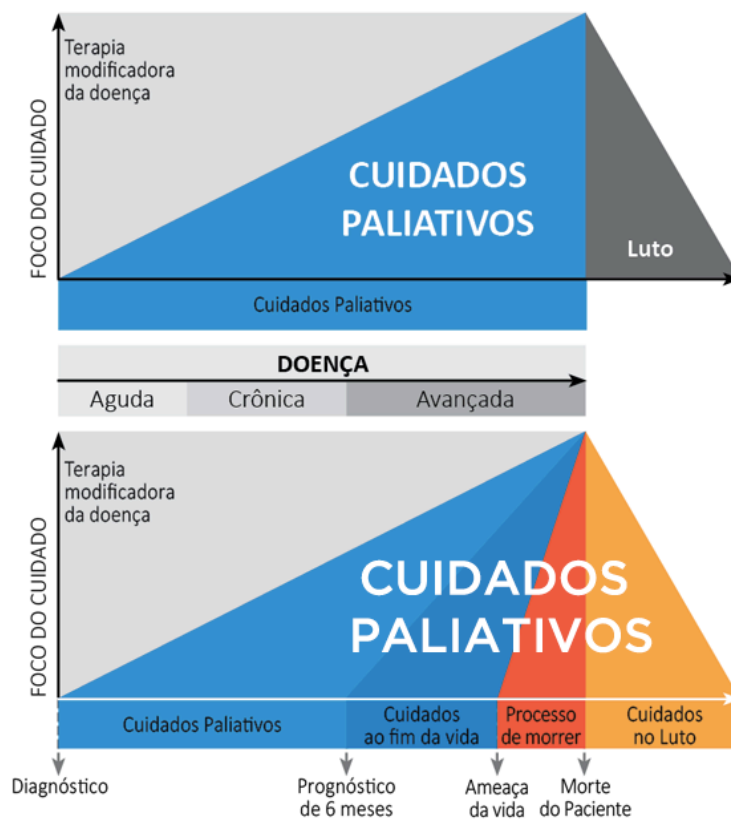 Terapia
modificadora
da doença
FOCO DO CUIDADO
CUIDADOS
PALIATIVOS
Luto
Cuidados Paliativos
DOENÇA
Aguda
Crônica
Avançada
Terapia
modificadora
da doença
FOCO DO CUIDADO
CUIDADOS
PALIATIVOS
Cuidados Paliativos
Cuidados
ao fim da vida
Processo
de morrer
Cuidados
no Luto
Diagnóstico
Prognóstico
de 6 meses
Ameaça
da vida
Morte
do Paciente